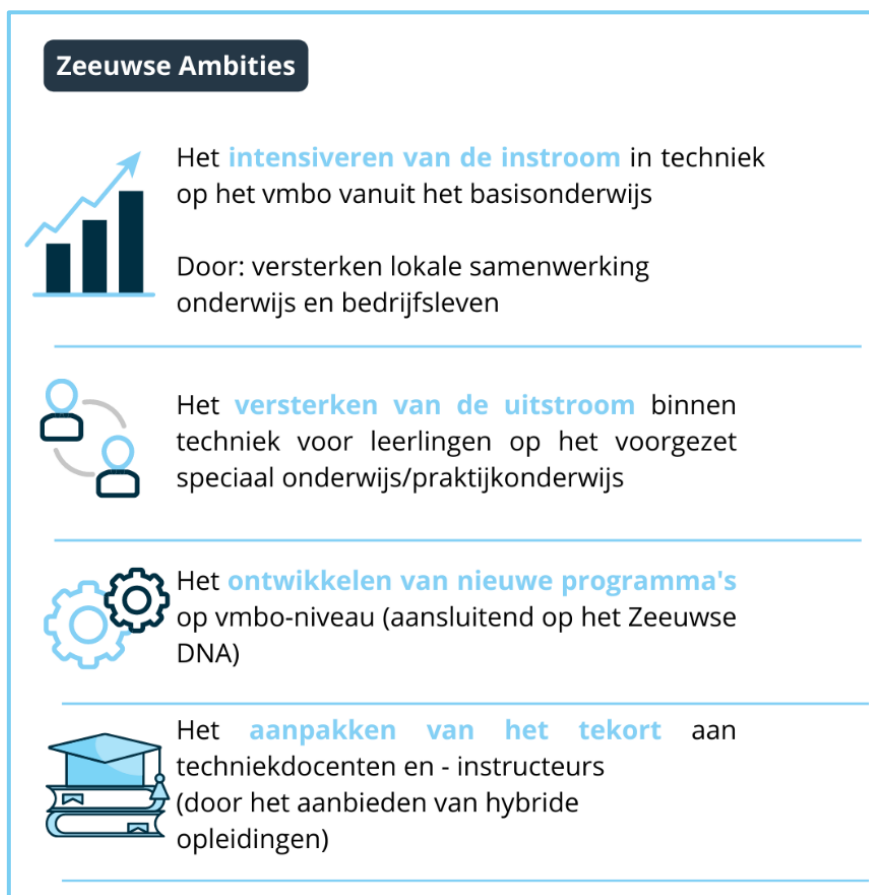 Zeeuwse Ambities
Het intensiveren van de instroom in techniek
op het vmbo vanuit het basisonderwijs
Door: versterken lokale samenwerking
onderwijs en bedrijfsleven
Het versterken van de uitstroom binnen
techniek voor leerlingen op het voorgezet
speciaal onderwijs/praktijkonderwijs
Het ontwikkelen van nieuwe programma's
op vmbo-niveau (aansluitend op het Zeeuwse
DNA)
Het aanpakken van het tekort aan
techniekdocenten en - instructeurs
(door het aanbieden van hybride
opleidingen)